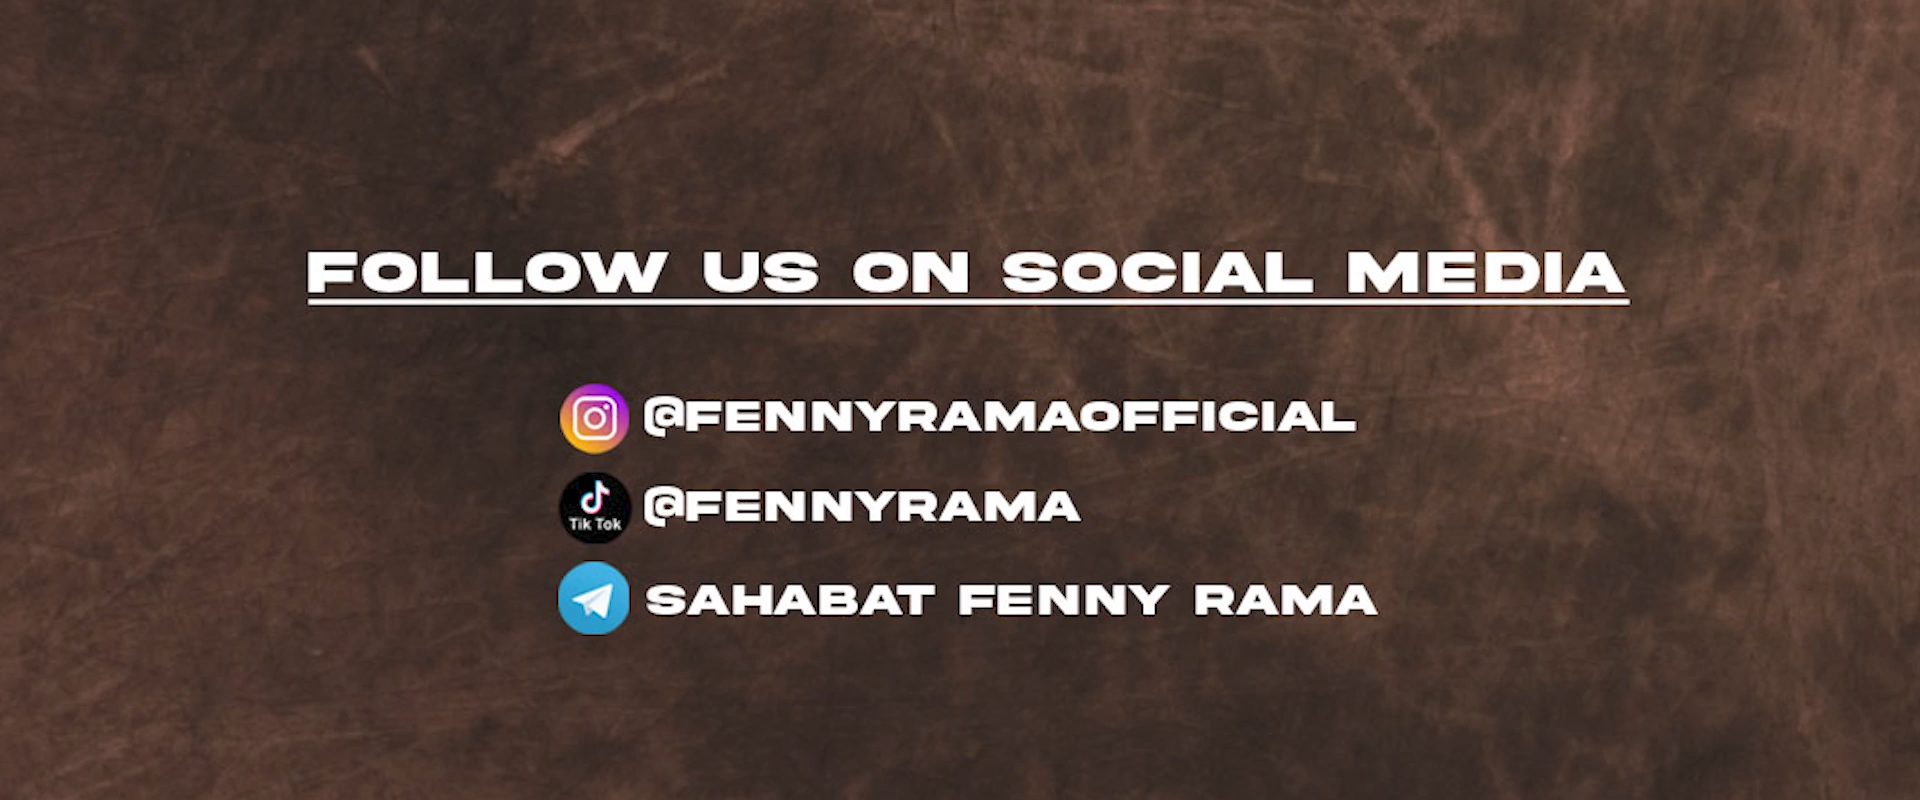 FOLLOW US ON SOCIAL MEDIA
@FENNYRAMAOFFICIAL
Tik Tok @FENNYRAMA
SAHABAT FENNY RAMA